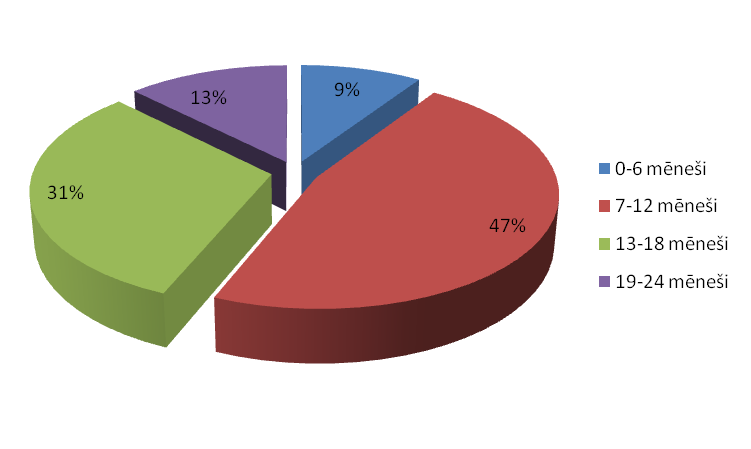 9%
13%
31%
47%
0-6 mēneši
7-12 mēneši
13-18 mēneši
19-24 mēneši